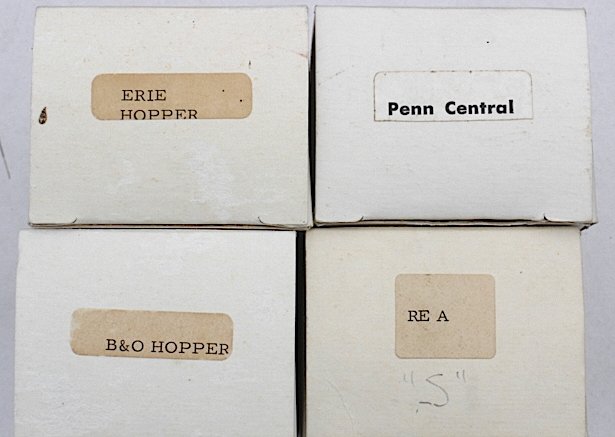 ERIE
HOPPER
Penn Central
B&O HOPPER
RE A
"S"